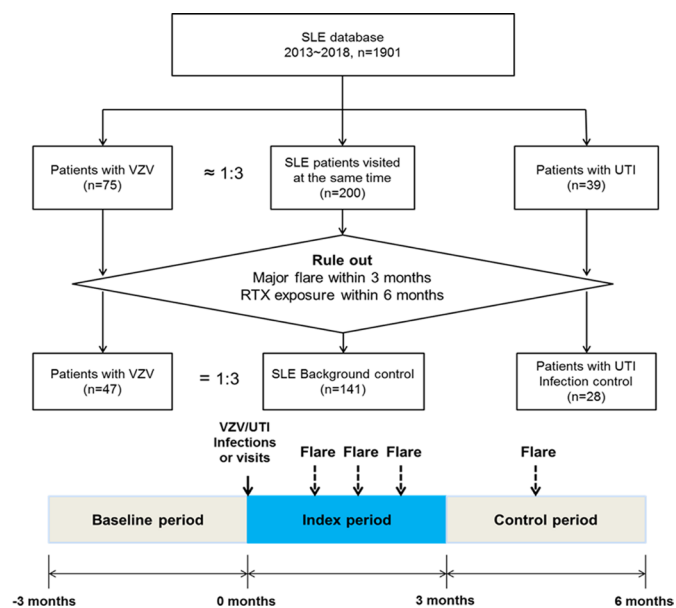 SLE database
2013~2018, n=1901
Patients with VZV
(n=75)
≈ 1:3
SLE patients visited
at the same time
(n=200)
Patients with UTI
(n=39)
Rule out
Major flare within 3 months
RTX exposure within 6 months
Patients with VZV
(n=47)
= 1:3
SLE Background control
(n=141)
Patients with UTI
Infection control
(n=28)
VZV/UTI
Infections
or visits
Flare Flare Flare
Flare
Baseline period
Index period
Control period
-3 months
0 months
3 months
6 months